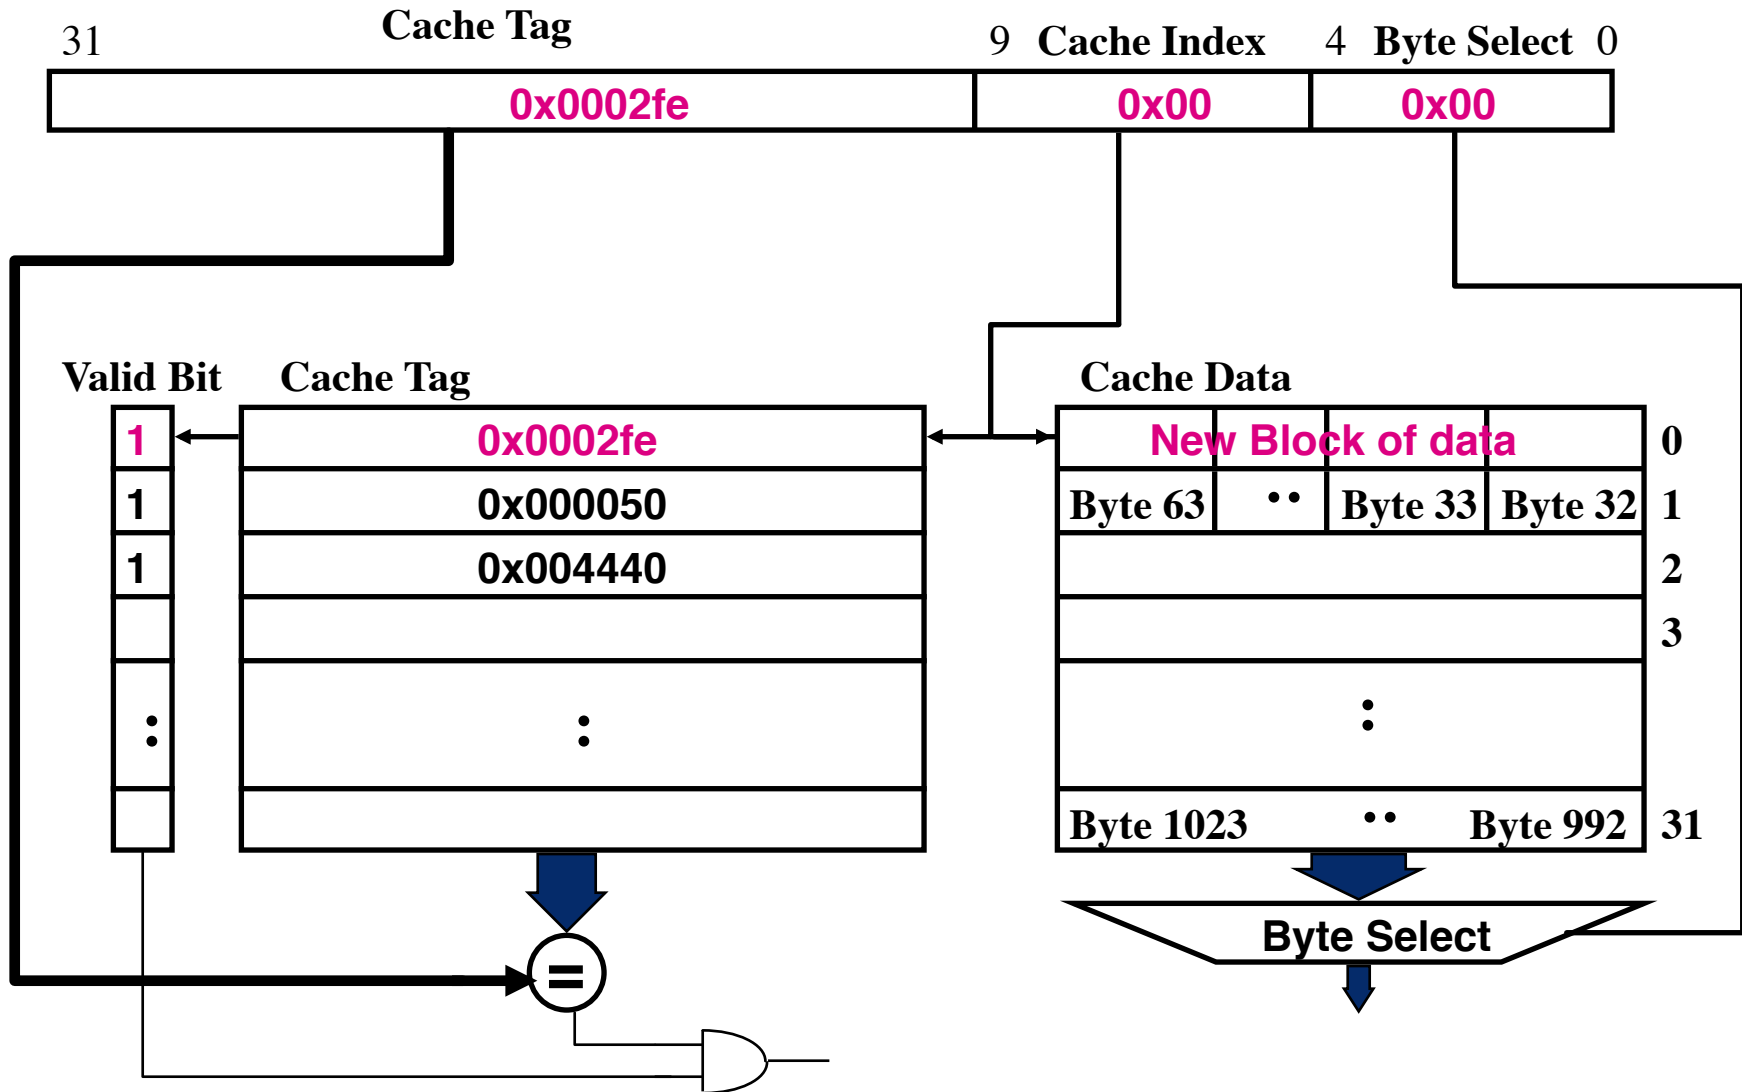 31 Cache Tag 9 Cache Index 4 Byte Select 0
0x0002fe 0x00 0x00
Valid Bit Cache Tag Cache Data
1 0x0002fe New Block of data 0
1 0x000050 Byte 63 •• Byte 33 Byte 32 1
1 0x004440 2
3
: : :
Byte 1023 •• Byte 992 31
Byte Select
=